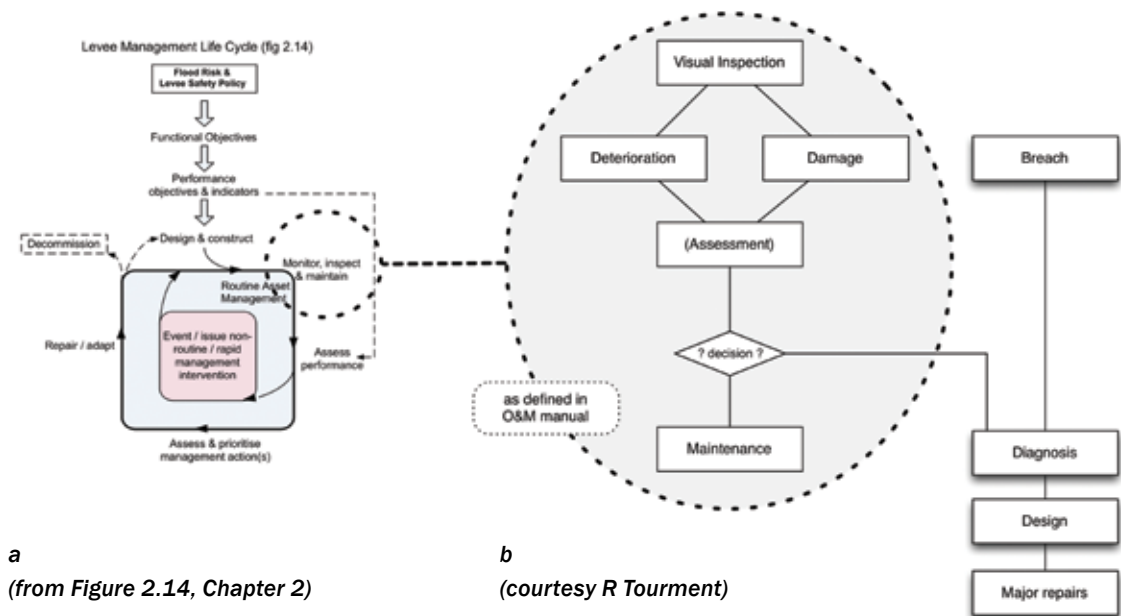 Levee Management Life Cycle (fig 2.14)
Flood Risk &
Levee Safety Policy
Functional Objectives
Performance
objectives & indicators
Decommission
Design & construct
Monitor, inspect
& maintain
Routine Asset
Management
Repair / adapt
Event / issue non-
routine / rapid
management
intervention
Assess
performance
Assess & prioritise
management action(s)
a
(from Figure 2.14, Chapter 2)
Visual Inspection
Deterioration
Damage
(Assessment)
? decision ?
as defined in
O&M manual
Maintenance
Breach
Diagnosis
Design
Major repairs
b
(courtesy R Tourment)